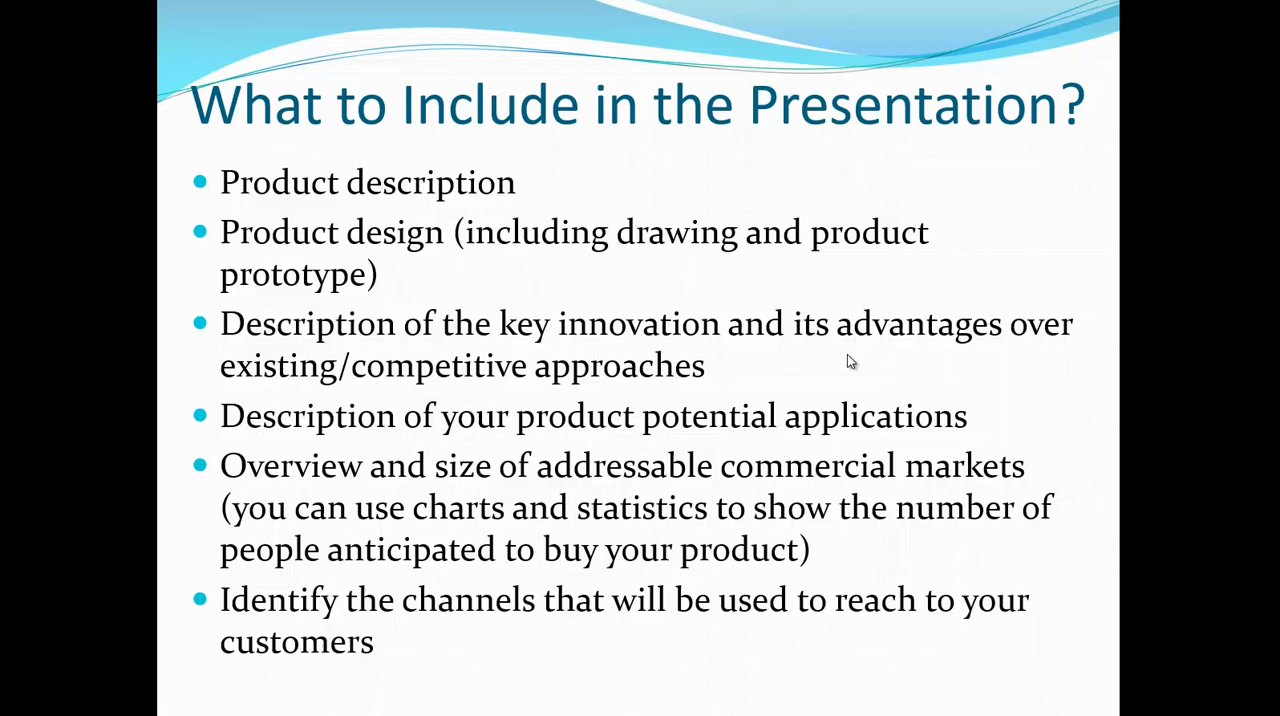 What to Include in the Presentation?
• Product description
• Product design (including drawing and product
prototype)
• Description of the key innovation and its advantages over
existing/competitive approaches
• Description of your product potential applications
• Overview and size of addressable commercial markets
(you can use charts and statistics to show the number of
people anticipated to buy your product)
• Identify the channels that will be used to reach to your
customers